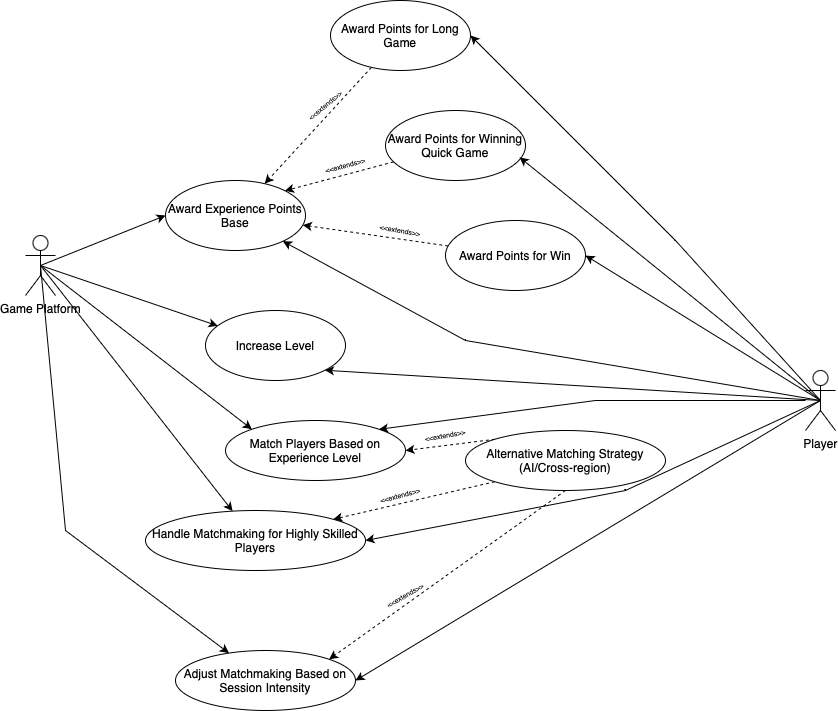 Award Points for Long
Game
<<extends>>
Award Points for Winning
Quick Game
<<extends>>
Award Experience Points
Base
<<extends>>
Award Points for Win
Game Platform
Increase Level
Match Players Based on
Experience Level
<<extends>>
Alternative Matching Strategy
(AI/Cross-region)
Player
<<extends>>
Handle Matchmaking for Highly Skilled
Players
<<extends>>
Adjust Matchmaking Based on
Session Intensity